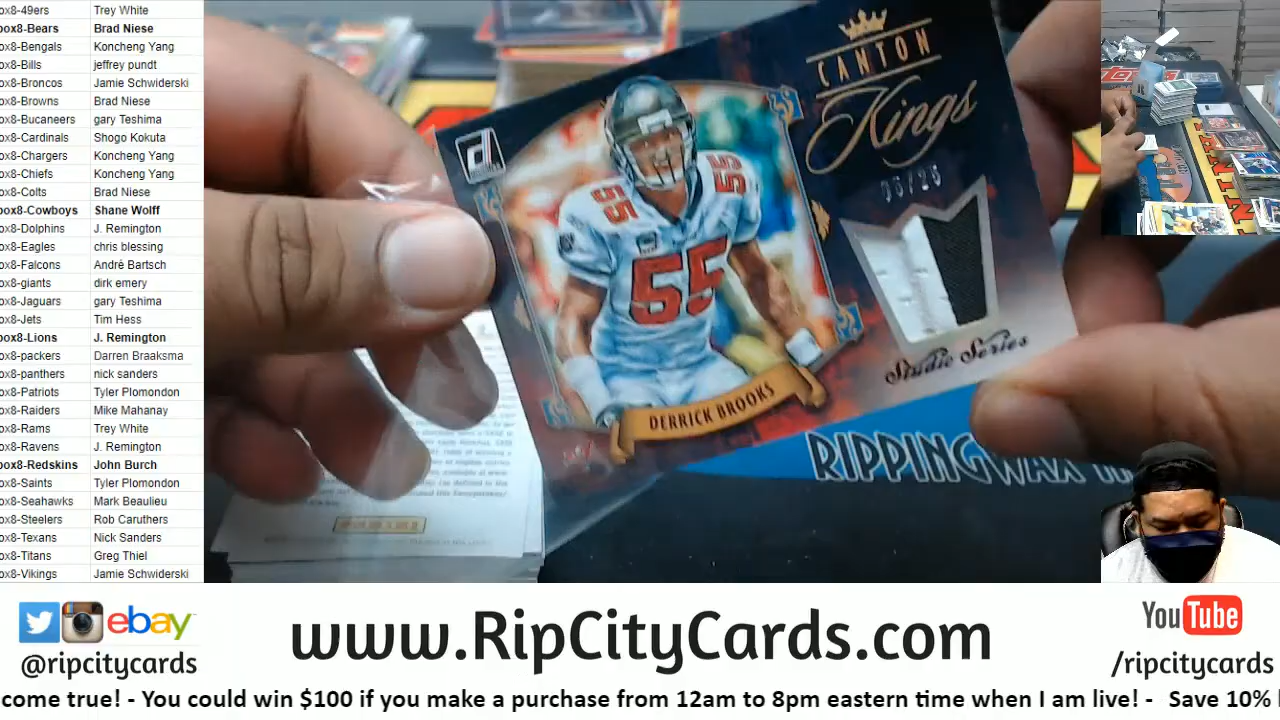 ox8-49ers Trey White
ox8-Bears Brad Niese
ox8-Bengals Koncheng Yang
ox8-Bills jeffrey pundt
ox8-Broncos Jamie Schwiderski
ox8-Browns Brad Niese
ox8-Bucaneers gary Teshima
ox8-Cardinals Shogo Kokuta
ox8-Chargers Koncheng Yang
ox8-Chiefs Koncheng Yang
ox8-Colts Brad Niese
box8-Cowboys Shane Wolff
ox8-Dolphins J. Remington
ox8-Eagles chris blessing
ox8-Falcons Andrè Bartsch
ox8-giants dirk emery
ox8-Jaguars gary Teshima
ox8-Jets Tim Hess
ox8-Lions J. Remington
ox8-packers Darren Braaksma
ox8-panthers nick sanders
ox8-Patriots Tyler Plomondon
ox8-Raiders Mike Mahanay
ox8-Rams Trey White
ox8-Ravens J. Remington
box8-Redskins John Burch
ox8-Saints Tyler Plomondon
ox8-Seahawks Mark Beaulieu
ox8-Steelers Rob Caruthers
ox8-Texans Nick Sanders
ox8-Titans Greg Thiel
ox8-Vikings Jamie Schwiderski
CANTON
Kings
55
55
55
Studio Series
DERRICK BROOKS
RIPPINGWAX
ebay
@ripcitycards
www.RipCityCards.com
YouTube
/ripcitycards
come true! - You could win $100 if you make a purchase from 12am to 8pm eastern time when I am live! - Save 10%